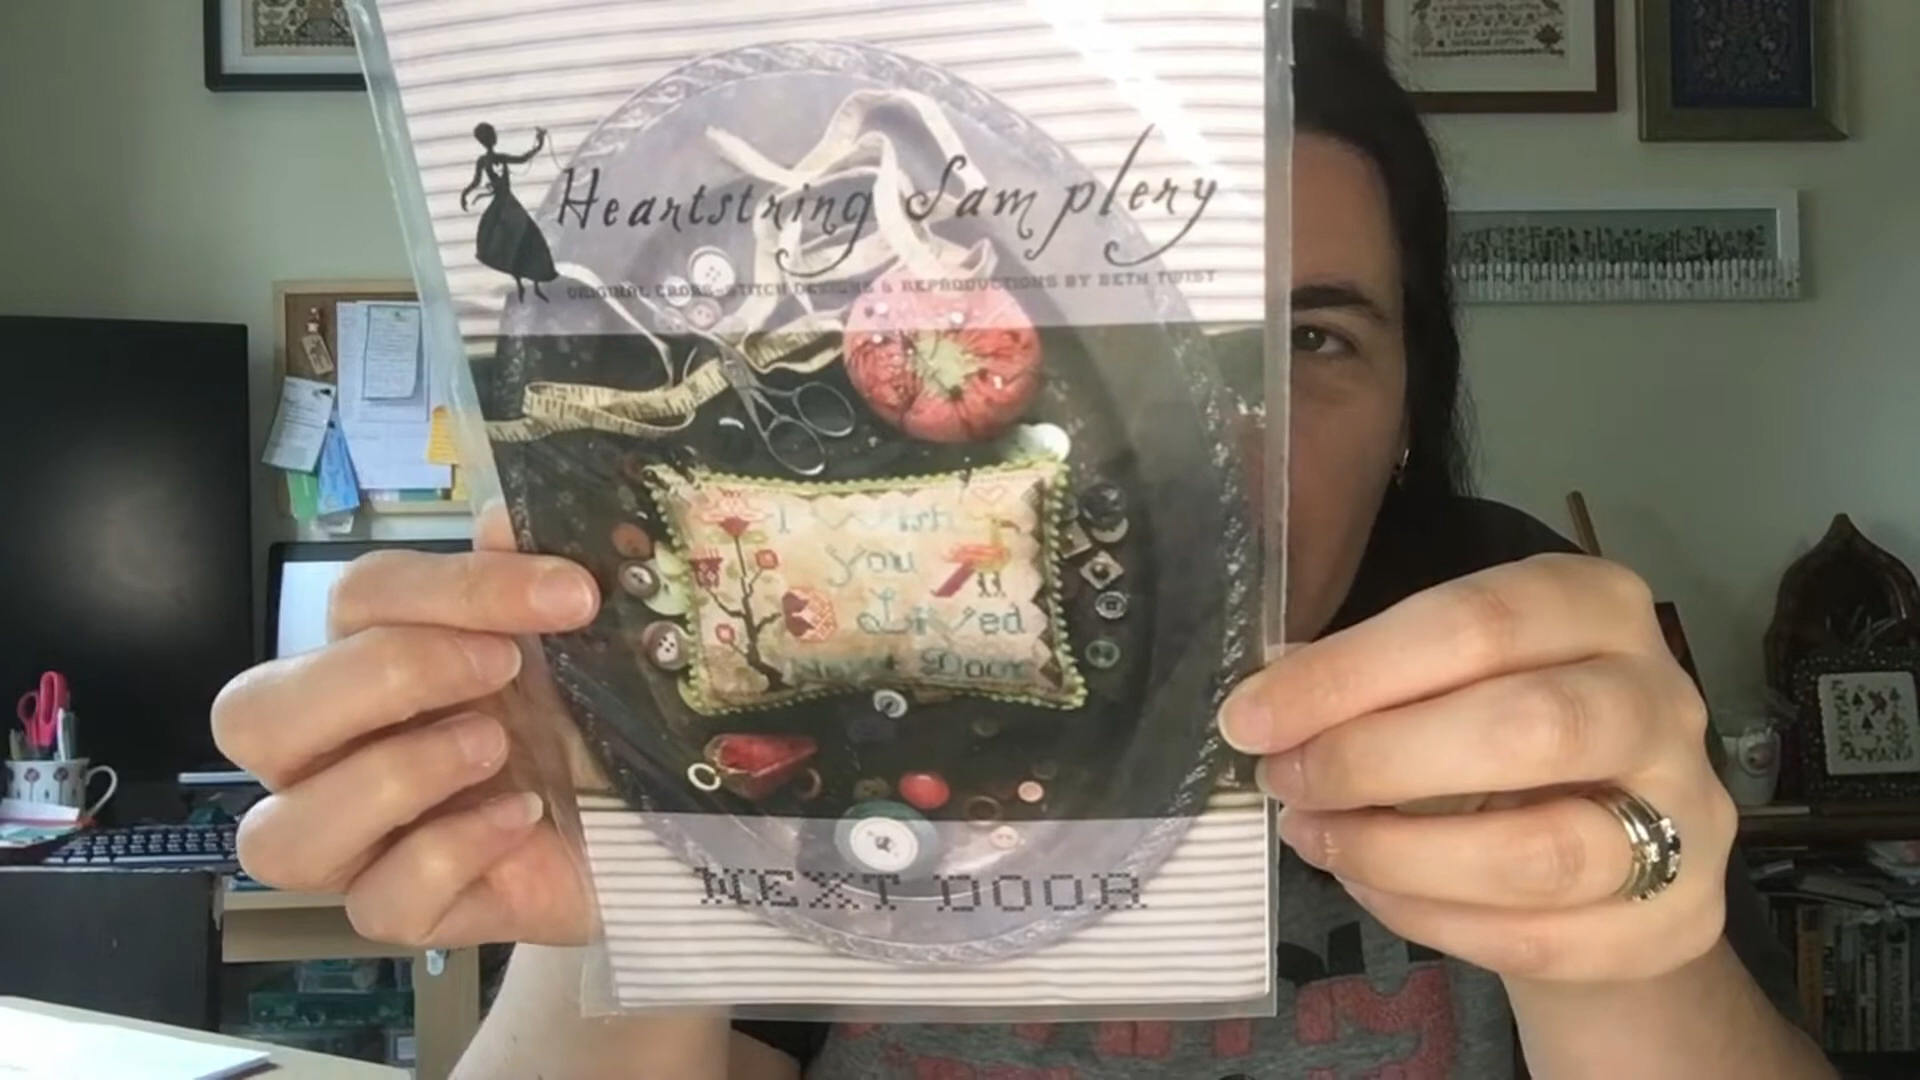 Heartstring Samplery
ORIGINAL CROSS-STITCH DESIGNS & REPRODUCTIONS BY BETH TWIST
I Wish
you
Lived
Next Door
NEXT DOOR